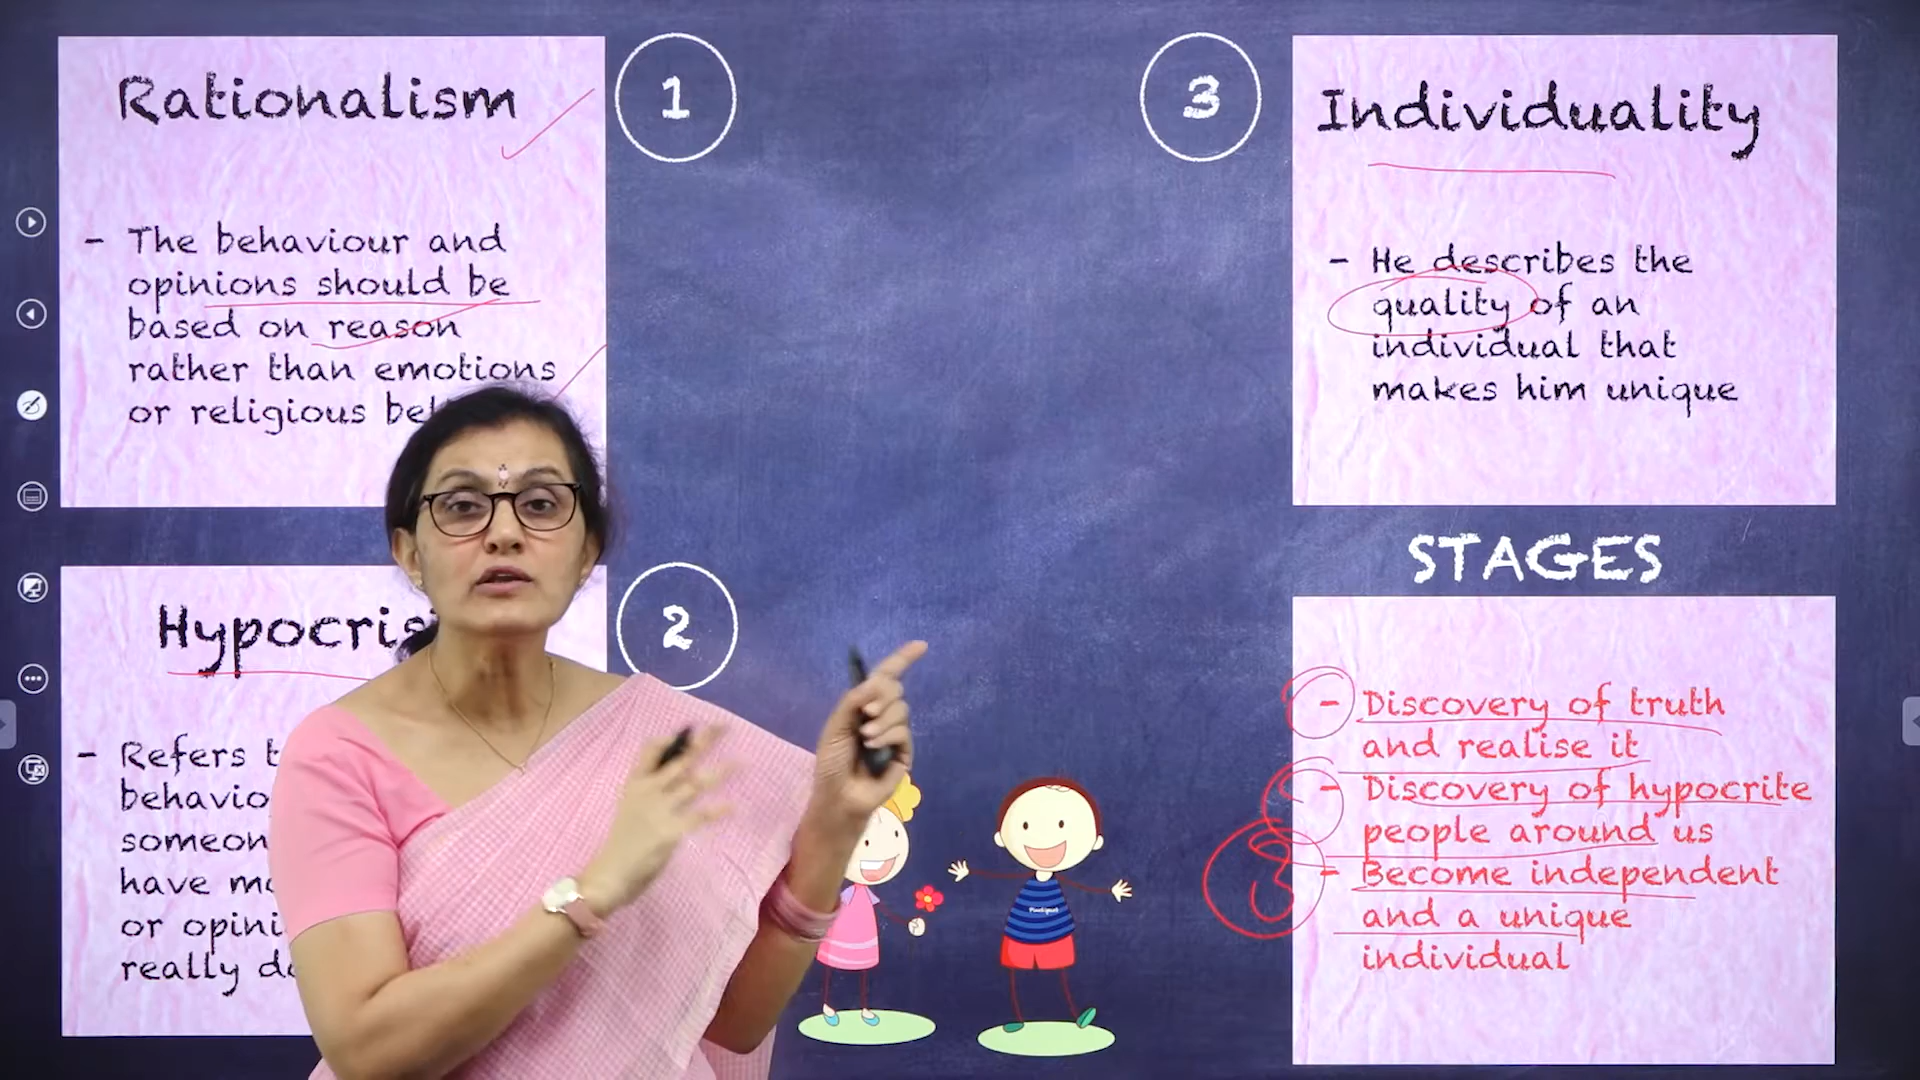 Rationalism
- The behaviour and
opinions should be
based on reason
rather than emotions
or religious
1
Hypocris
- Refers
behavio
someon
have
or opini
really
2
3
Individuality
- He describes the
quality of an
individual that
makes him unique
STAGES
- Discovery of truth
and realise it
- Discovery of hypocrite
people around us
- Become independent
and a unique
individual
3